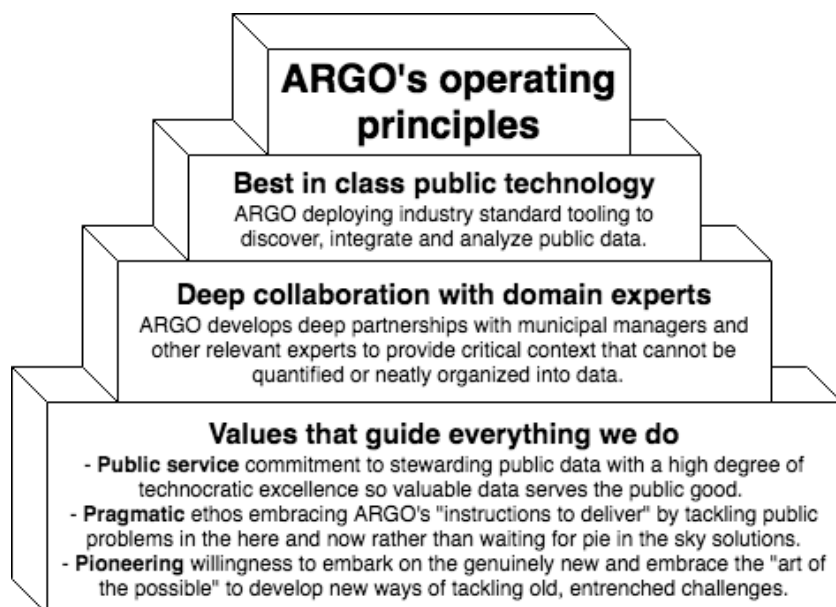 ARGO's operating
principles
Best in class public technology
ARGO deploying industry standard tooling to
discover, integrate and analyze public data.
Deep collaboration with domain experts
ARGO develops deep partnerships with municipal managers and
other relevant experts to provide critical context that cannot be
quantified or neatly organized into data.
Values that guide everything we do
- Public service commitment to stewarding public data with a high degree of
technocratic excellence so valuable data serves the public good.
- Pragmatic ethos embracing ARGO's "instructions to deliver" by tackling public
problems in the here and now rather than waiting for pie in the sky solutions.
- Pioneering willingness to embark on the genuinely new and embrace the "art of
the possible" to develop new ways of tackling old, entrenched challenges.